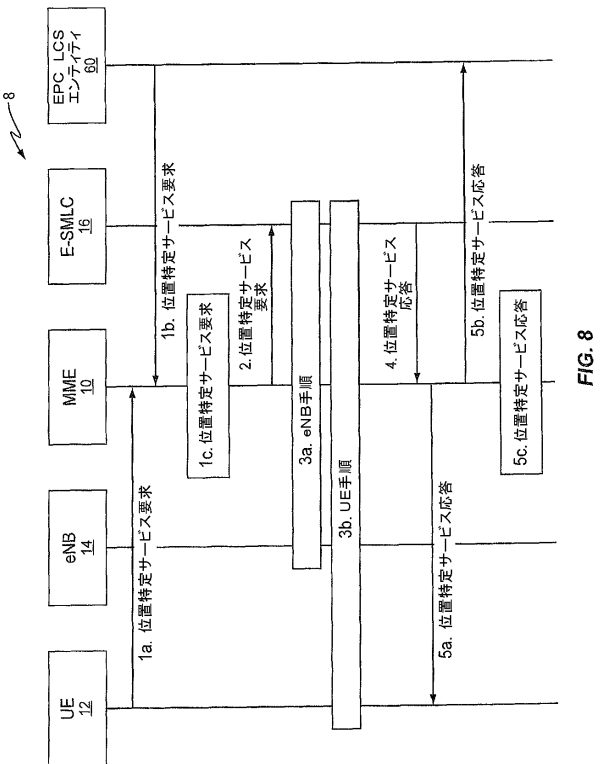 8
UE
12
eNB
14
MME
10
E-SMLC
16
EPC LCS
エンティティ
60
1a. 位置特定サービス要求
1b. 位置特定サービス要求
1c. 位置特定サービス要求
2. 位置特定サービス
要求
3a. eNB手順
3b. UE手順
4. 位置特定サービス
応答
5a. 位置特定サービス応答
5b. 位置特定サービス応答
5c. 位置特定サービス応答
FIG. 8